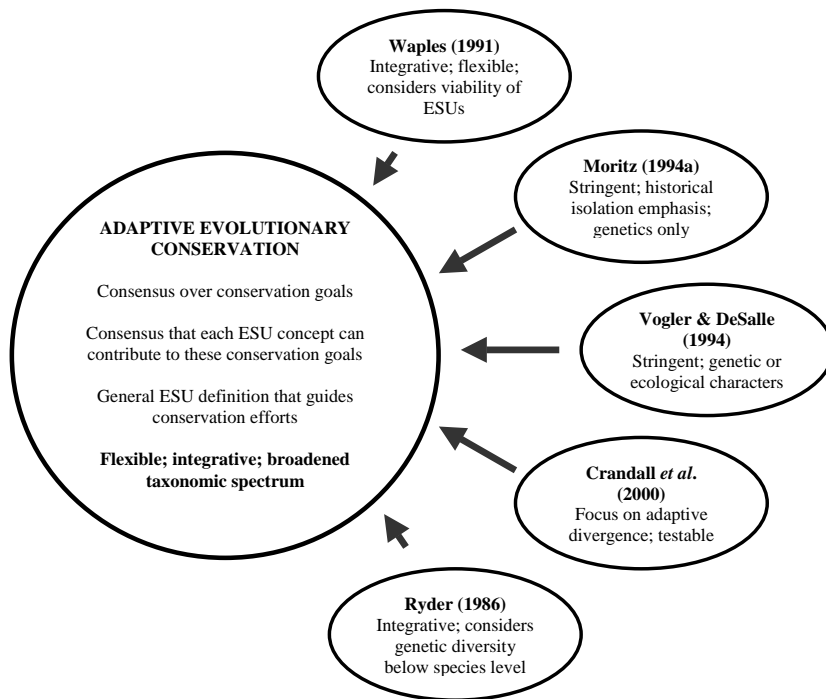 Waples (1991)
Integrative; flexible;
considers viability of
ESUs
Moritz (1994a)
Stringent; historical
isolation emphasis;
genetics only
ADAPTIVE EVOLUTIONARY
CONSERVATION
Consensus over conservation goals
Consensus that each ESU concept can
contribute to these conservation goals
General ESU definition that guides
conservation efforts
Flexible; integrative; broadened
taxonomic spectrum
Vogler & DeSalle
(1994)
Stringent; genetic or
ecological characters
Crandall et al.
(2000)
Focus on adaptive
divergence; testable
Ryder (1986)
Integrative; considers
genetic diversity
below species level